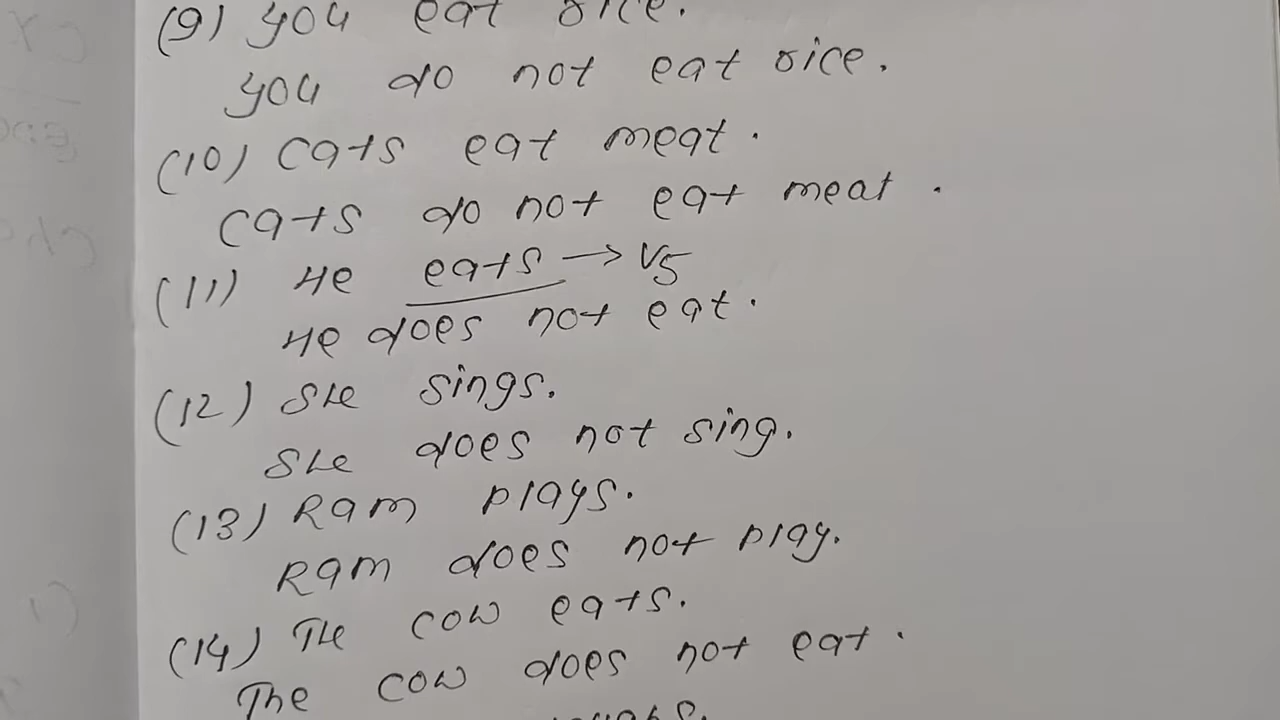 (9) you eat rice.
you do not eat rice.
(10) Cats eat meat.
Cats do not eat meat.
(11) He eats → V5
He does not eat.
(12) She sings.
She does not sing.
(13) Ram plays.
Ram does not play.
(14) The cow eats.
The cow does not eat.